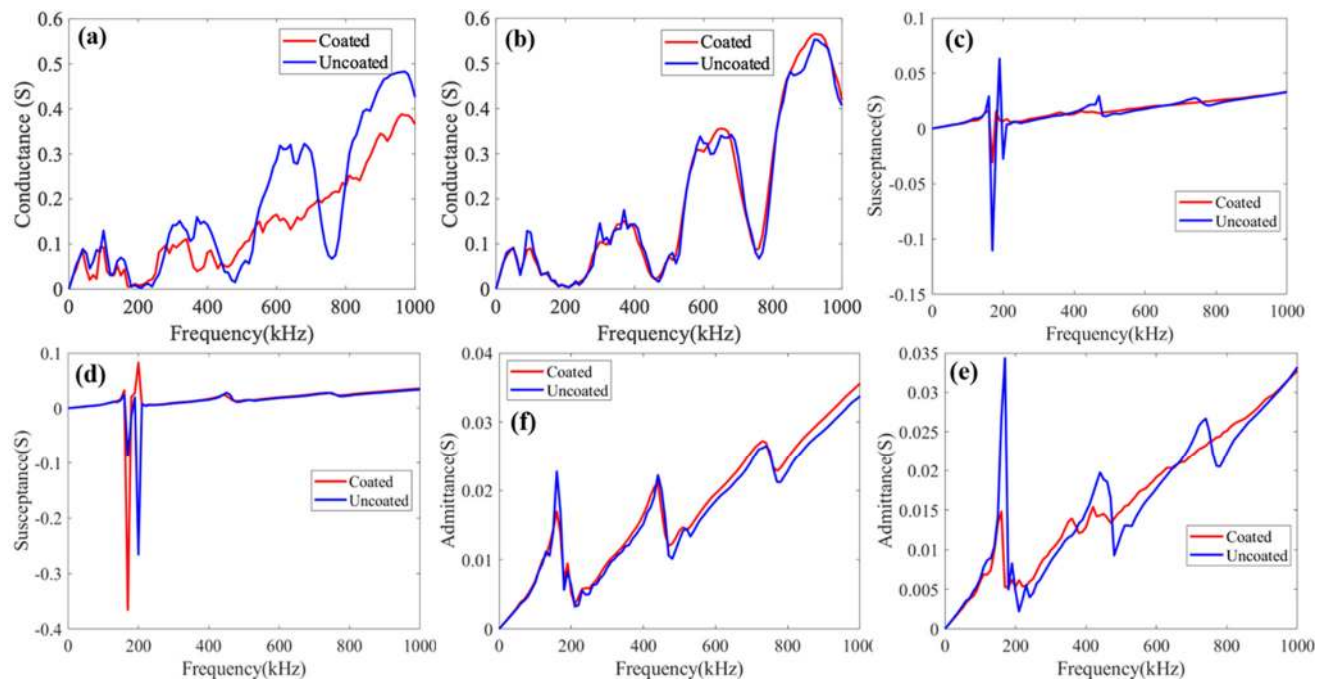 (a)
Coated
Uncoated
Conductance (S)
0.6
0.5
0.4
0.3
0.2
0.1
0
0 200 400 600 800 1000
Frequency(kHz)
(b)
Coated
Uncoated
Conductance (S)
0.6
0.5
0.4
0.3
0.2
0.1
0
0 200 400 600 800 1000
Frequency(kHz)
(c)
Coated
Uncoated
Susceptance(S)
0.1
0.05
0
-0.05
-0.1
-0.15
0 200 400 600 800 1000
Frequency(kHz)
(d)
Coated
Uncoated
Susceptance(S)
0.1
0
-0.1
-0.2
-0.3
-0.4
0 200 400 600 800 1000
Frequency(kHz)
Coated
Uncoated
(f)
Admittance(S)
0.04
0.03
0.02
0.01
0
0 200 400 600 800 1000
Frequency(kHz)
(e)
Coated
Uncoated
Admittance(S)
0.035
0.03
0.025
0.02
0.015
0.01
0.005
0
0 200 400 600 800 1000
Frequency(kHz)